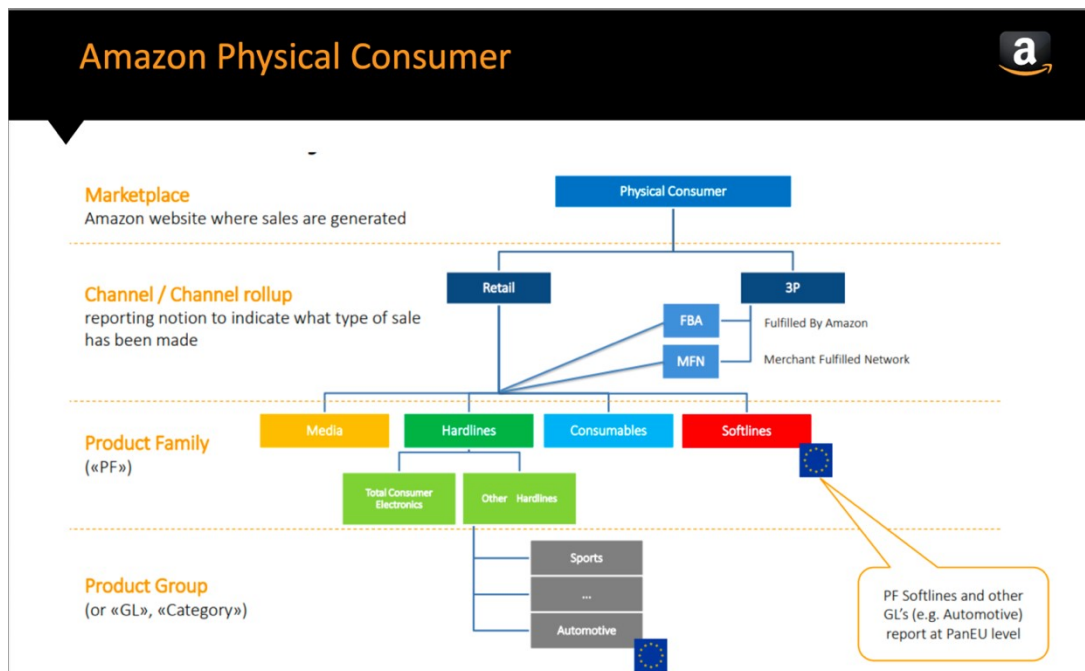 Amazon Physical Consumer
a
Marketplace
Amazon website where sales are generated
Physical Consumer
Channel / Channel rollup
reporting notion to indicate what type of sale
has been made
Retail
3P
FBA
Fulfilled By Amazon
MFN
Merchant Fulfilled Network
Product Family
(«PF»)
Media
Hardlines
Consumables
Softlines
Total Consumer
Electronics
Other Hardlines
Product Group
(or «GL», «Category»)
Sports
...
Automotive
PF Softlines and other
GL's (e.g. Automotive)
report at PanEU level